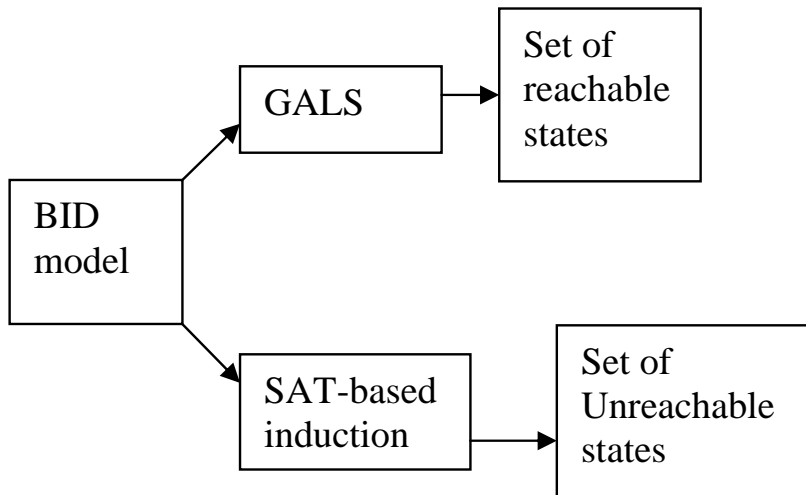 BID
model
GALS
Set of
reachable
states
SAT-based
induction
Set of
Unreachable
states